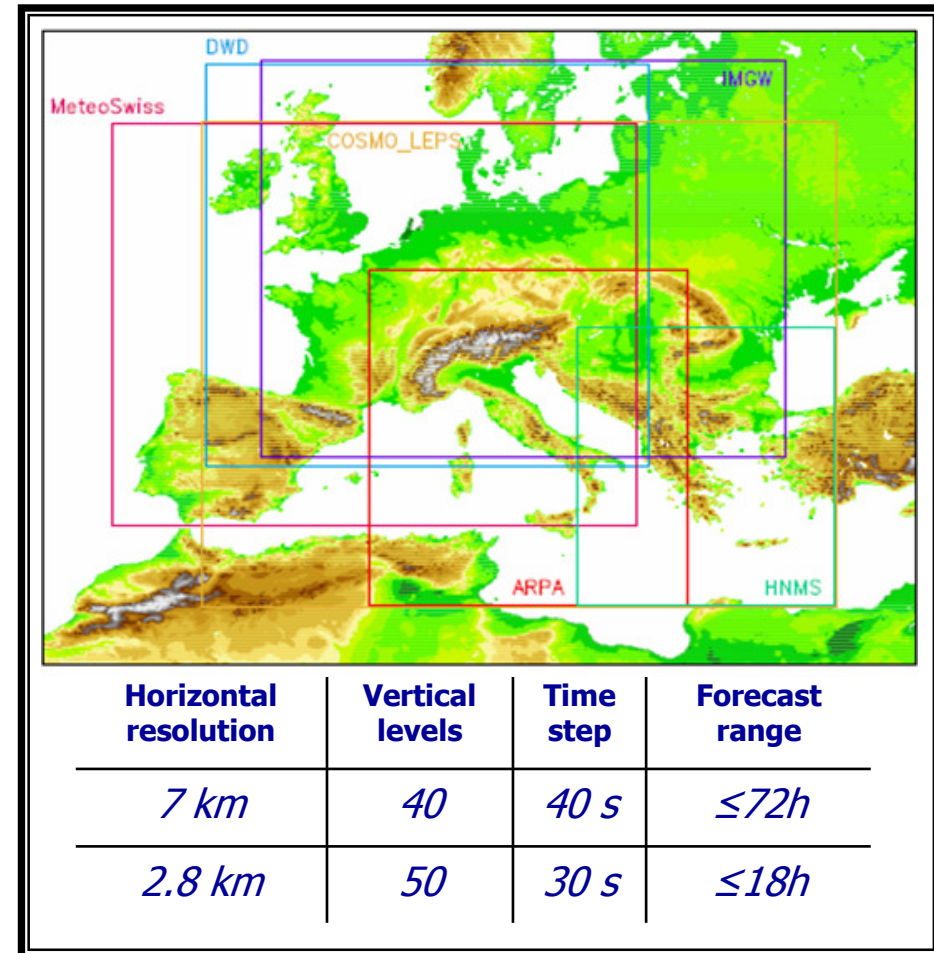 DWD
IMGW
MeteoSwiss
COSMO_LEPS
ARPA
HNMS
Horizontal resolution Vertical levels Time step Forecast range
7 km 40 40 s ≤72h
2.8 km 50 30 s ≤18h